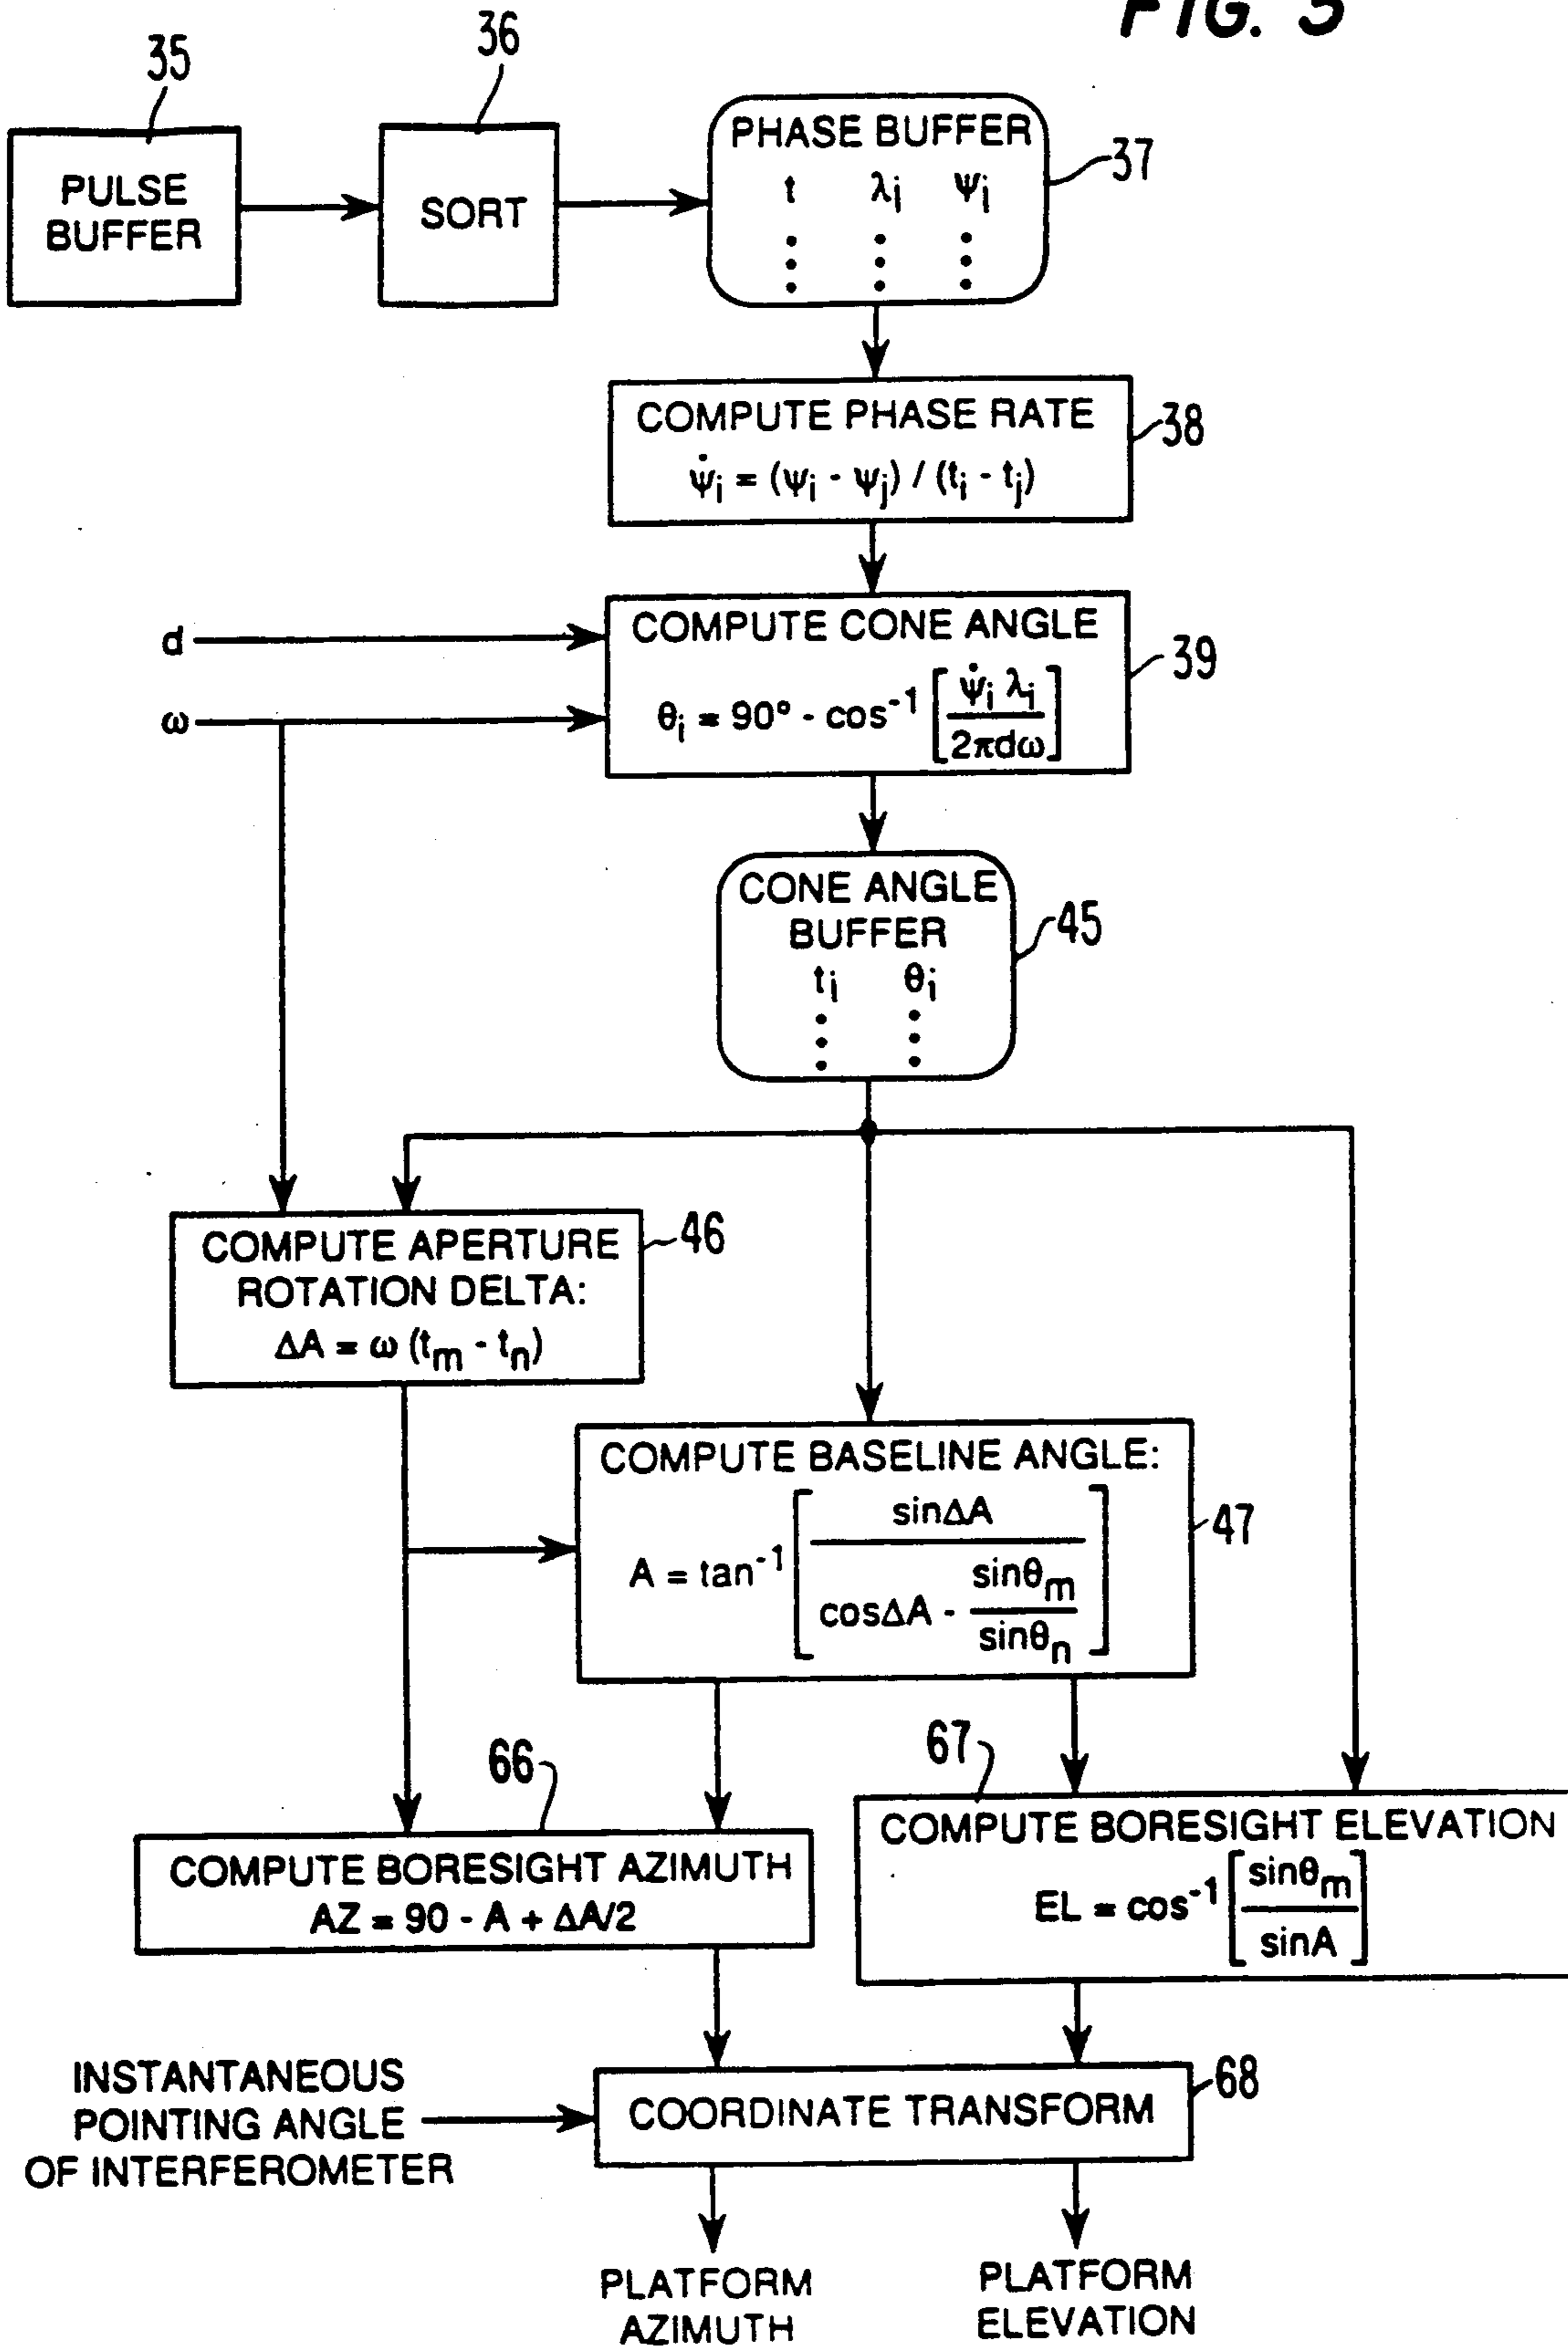 FIG. 3
35
36
PULSE
BUFFER
SORT
PHASE BUFFER
t λi ψi
37
COMPUTE PHASE RATE
ψ̇i = (ψi - ψj) / (ti - tj)
38
d
ω
COMPUTE CONE ANGLE
θi = 90° - cos⁻¹ [ψ̇i λi / 2πdω]
39
CONE ANGLE
BUFFER
ti θi
45
COMPUTE APERTURE
ROTATION DELTA:
ΔA = ω (tm - tn)
46
COMPUTE BASELINE ANGLE:
A = tan⁻¹ [sinΔA / (cosΔA - sinθm / sinθn)]
47
66
COMPUTE BORESIGHT AZIMUTH
AZ = 90 - A + ΔA/2
67
COMPUTE BORESIGHT ELEVATION
EL = cos⁻¹ [sinθm / sinA]
INSTANTANEOUS
POINTING ANGLE
OF INTERFEROMETER
COORDINATE TRANSFORM
68
PLATFORM
AZIMUTH
PLATFORM
ELEVATION